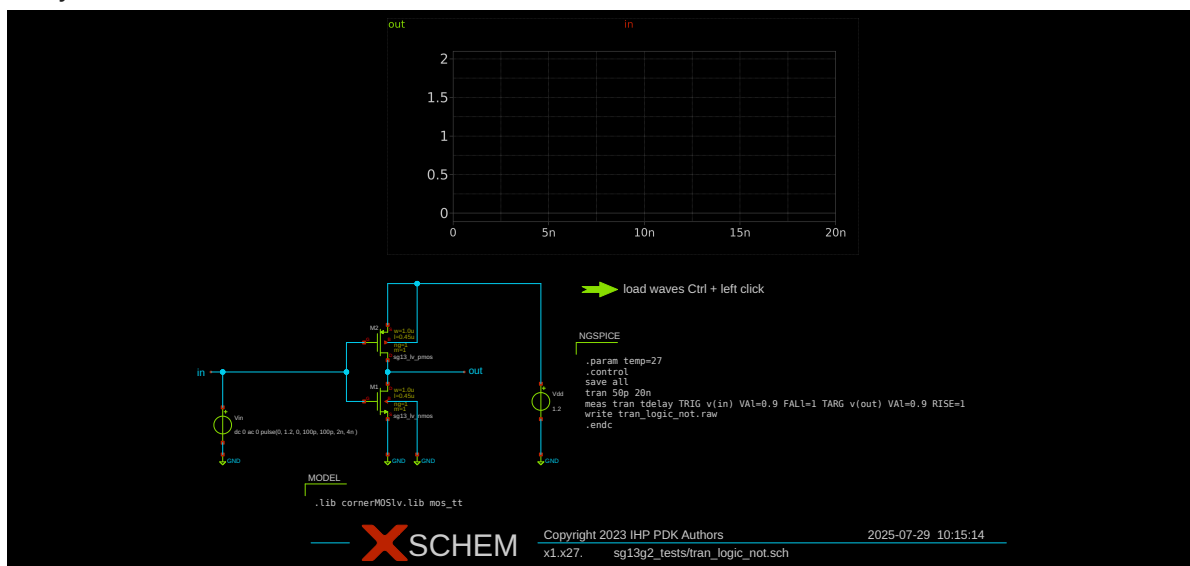 out in
2
1.5
1
0.5
0
0 5n 10n 15n 20n
load waves Ctrl + left click
M2
w=1.0u
l=0.45u
ng=1
m=1
sg13_lv_pmos
in
out
M1
w=1.0u
l=0.45u
ng=1
m=1
sg13_lv_nmos
Vin
dc 0 ac 0 pulse(0, 1.2, 0, 100p, 100p, 2n, 4n )
Vdd
1.2
GND
GND
GND
GND
NGSPICE
.param temp=27
.control
save all
tran 50p 20n
meas tran tdelay TRIG v(in) VAl=0.9 FALl=1 TARG v(out) VAl=0.9 RISE=1
write tran_logic_not.raw
.endc
MODEL
.lib cornerMOSlv.lib mos_tt
XSCHEM
Copyright 2023 IHP PDK Authors 2025-07-29 10:15:14
x1.x27. sg13g2_tests/tran_logic_not.sch